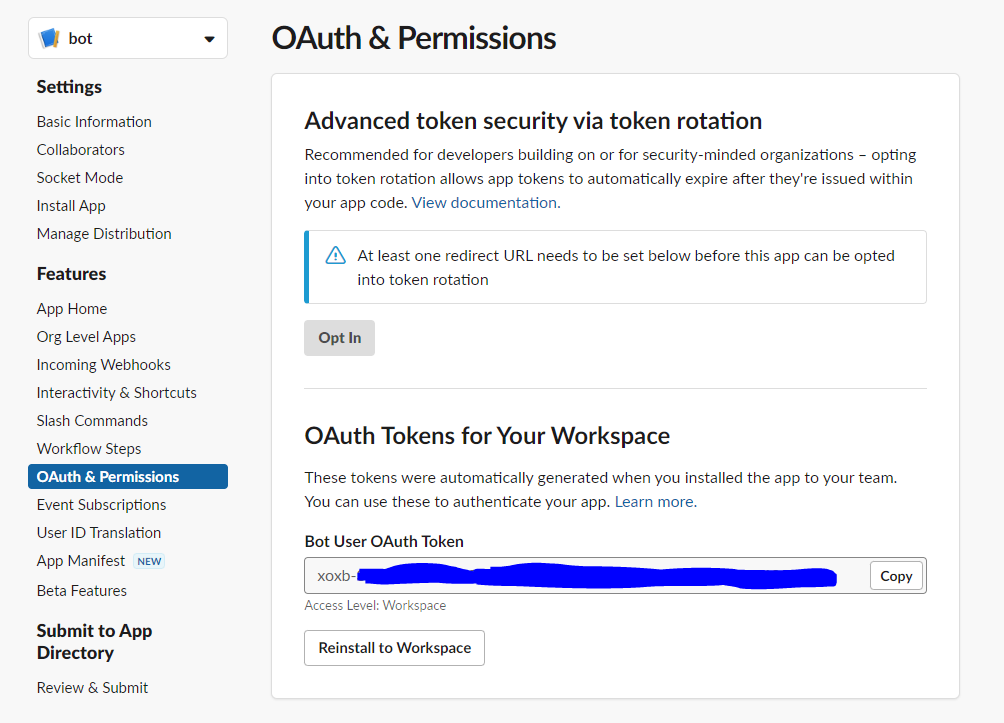 bot
Settings
Basic Information
Collaborators
Socket Mode
Install App
Manage Distribution
Features
App Home
Org Level Apps
Incoming Webhooks
Interactivity & Shortcuts
Slash Commands
Workflow Steps
OAuth & Permissions
Event Subscriptions
User ID Translation
App Manifest NEW
Beta Features
Submit to App
Directory
Review & Submit
OAuth & Permissions
Advanced token security via token rotation
Recommended for developers building on or for security-minded organizations – opting
into token rotation allows app tokens to automatically expire after they're issued within
your app code. View documentation.
At least one redirect URL needs to be set below before this app can be opted
into token rotation
Opt In
OAuth Tokens for Your Workspace
These tokens were automatically generated when you installed the app to your team.
You can use these to authenticate your app. Learn more.
Bot User OAuth Token
xoxb-
Copy
Access Level: Workspace
Reinstall to Workspace